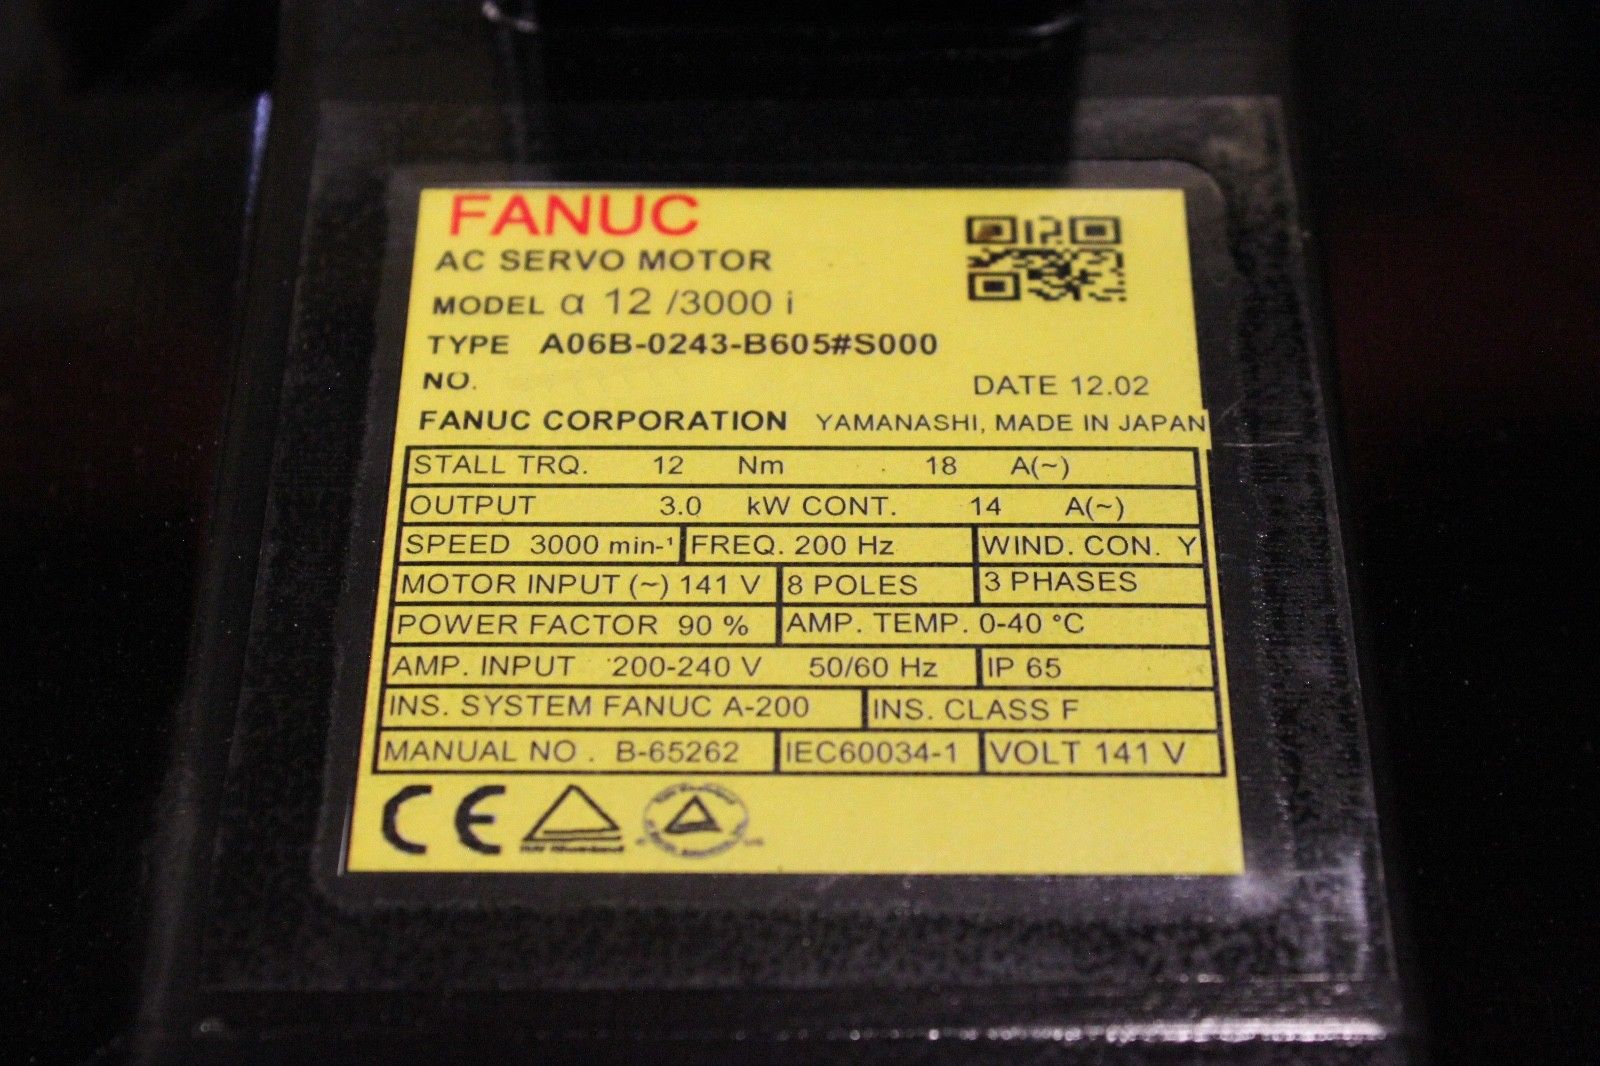 FANUC
AC SERVO MOTOR
MODEL α 12 /3000 i
TYPE A06B-0243-B605#S000
NO. DATE 12.02
FANUC CORPORATION YAMANASHI, MADE IN JAPAN
STALL TRQ. 12 Nm 18 A(~)
OUTPUT 3.0 kW CONT. 14 A(~)
SPEED 3000 min-¹ FREQ. 200 Hz WIND. CON. Y
MOTOR INPUT (~) 141 V 8 POLES 3 PHASES
POWER FACTOR 90 % AMP. TEMP. 0-40 °C
AMP. INPUT 200-240 V 50/60 Hz IP 65
INS. SYSTEM FANUC A-200 INS. CLASS F
MANUAL NO . B-65262 IEC60034-1 VOLT 141 V
CE